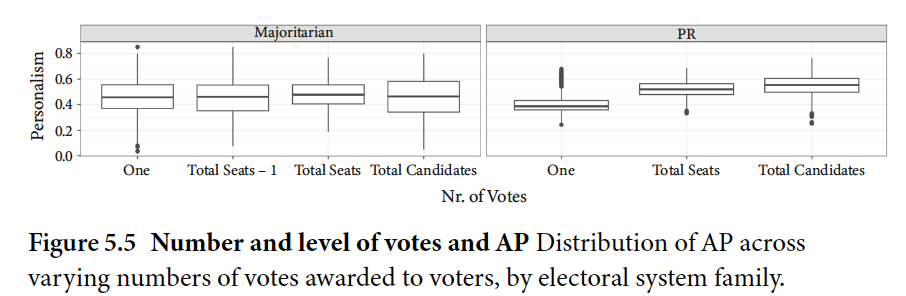 Majoritarian
PR
Personalism
0.8
0.6
0.4
0.2
0.0
One Total Seats – 1 Total Seats Total Candidates
One Total Seats Total Candidates
Nr. of Votes
Figure 5.5 Number and level of votes and AP Distribution of AP across
varying numbers of votes awarded to voters, by electoral system family.